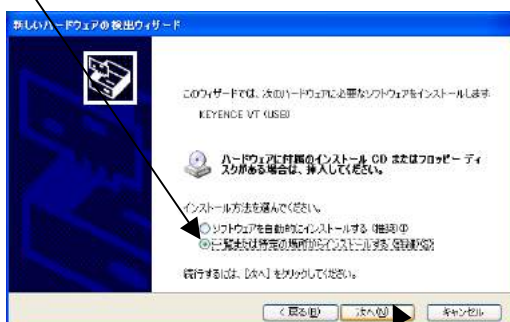 新しいハードウェアの検出ウィザード
このウィザードでは、次のハードウェアに必要なソフトウェアをインストールします:
KEYENCE VT (USB)
ハードウェアに付属のインストール CD またはフロッピー ディ
スクがある場合は、挿入してください。
インストール方法を選んでください。
ソフトウェアを自動的にインストールする (推奨)(I)
一覧または特定の場所からインストールする (詳細)(S)
続行するには、[次へ] をクリックしてください。
< 戻る(B)
次へ(N)
キャンセル